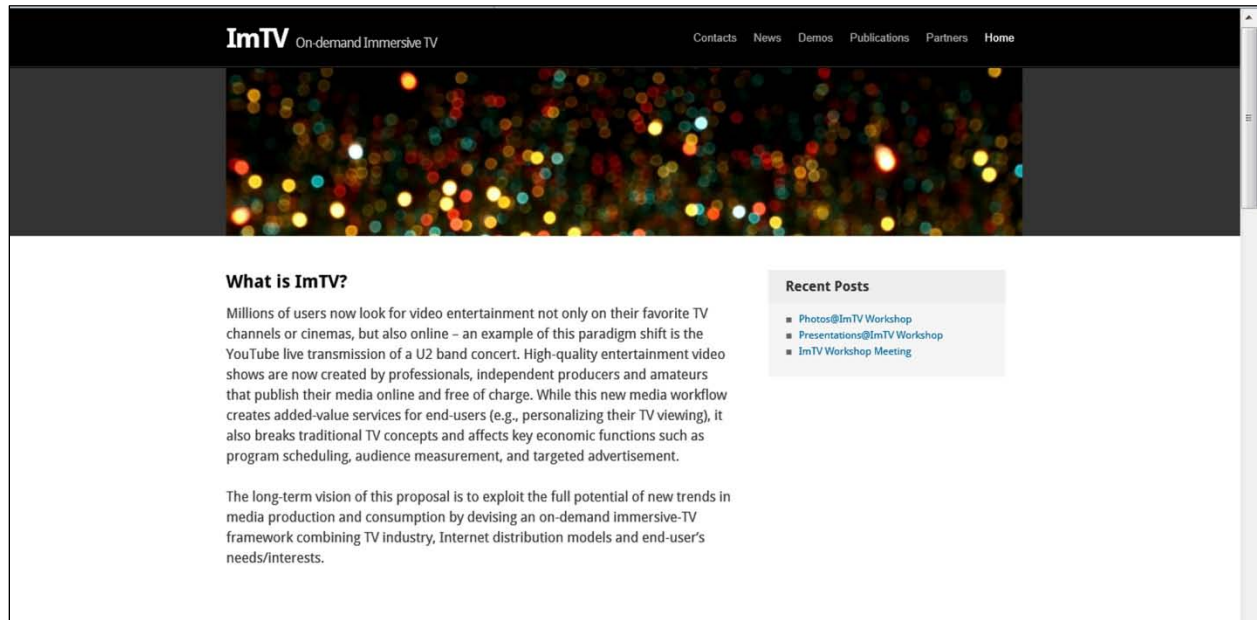 ImTV On-demand Immersive TV Contacts News Demos Publications Partners Home
What is ImTV?
Millions of users now look for video entertainment not only on their favorite TV
channels or cinemas, but also online – an example of this paradigm shift is the
YouTube live transmission of a U2 band concert. High-quality entertainment video
shows are now created by professionals, independent producers and amateurs
that publish their media online and free of charge. While this new media workflow
creates added-value services for end-users (e.g., personalizing their TV viewing), it
also breaks traditional TV concepts and affects key economic functions such as
program scheduling, audience measurement, and targeted advertisement.
The long-term vision of this proposal is to exploit the full potential of new trends in
media production and consumption by devising an on-demand immersive-TV
framework combining TV industry, Internet distribution models and end-user's
needs/interests.
Recent Posts
Photos@ImTV Workshop
Presentations@ImTV Workshop
ImTV Workshop Meeting